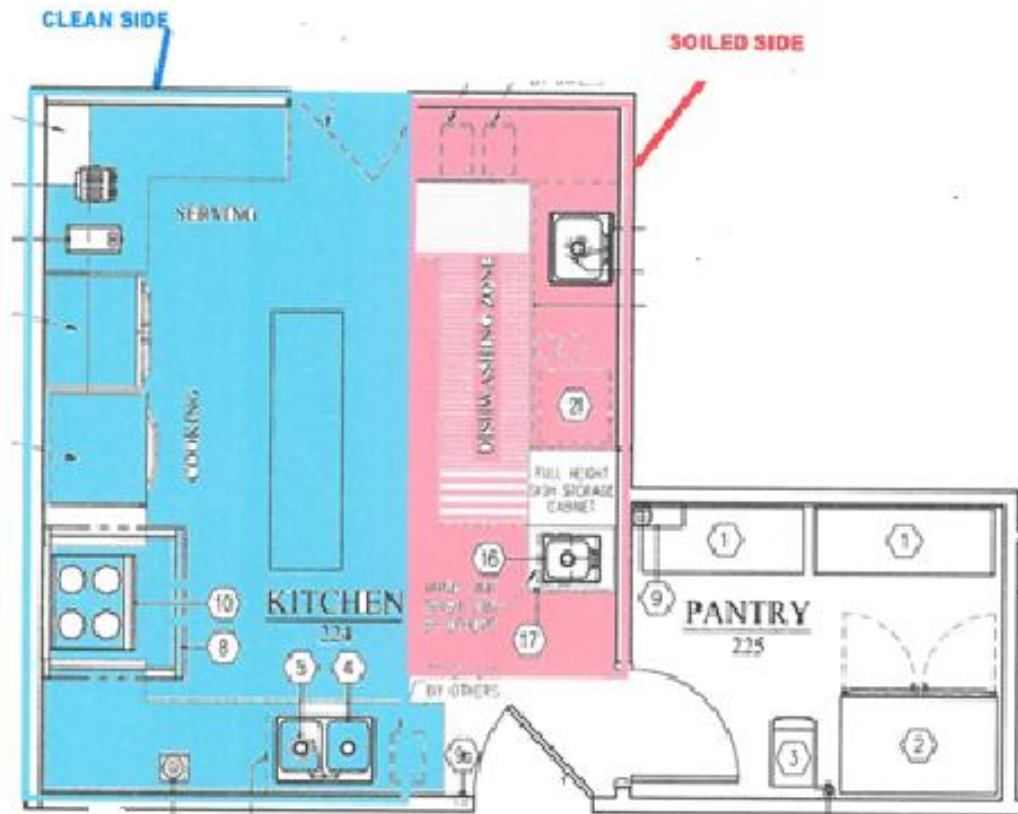 CLEAN SIDE
SOILED SIDE
SERVING
DISHWASHING ZONE
COOKING
21
FULL HEIGHT
DISH STORAGE
CABINET
16
1
1
10
KITCHEN
224
9
PANTRY
225
8
17
5
4
BY OTHERS
2
3
9b